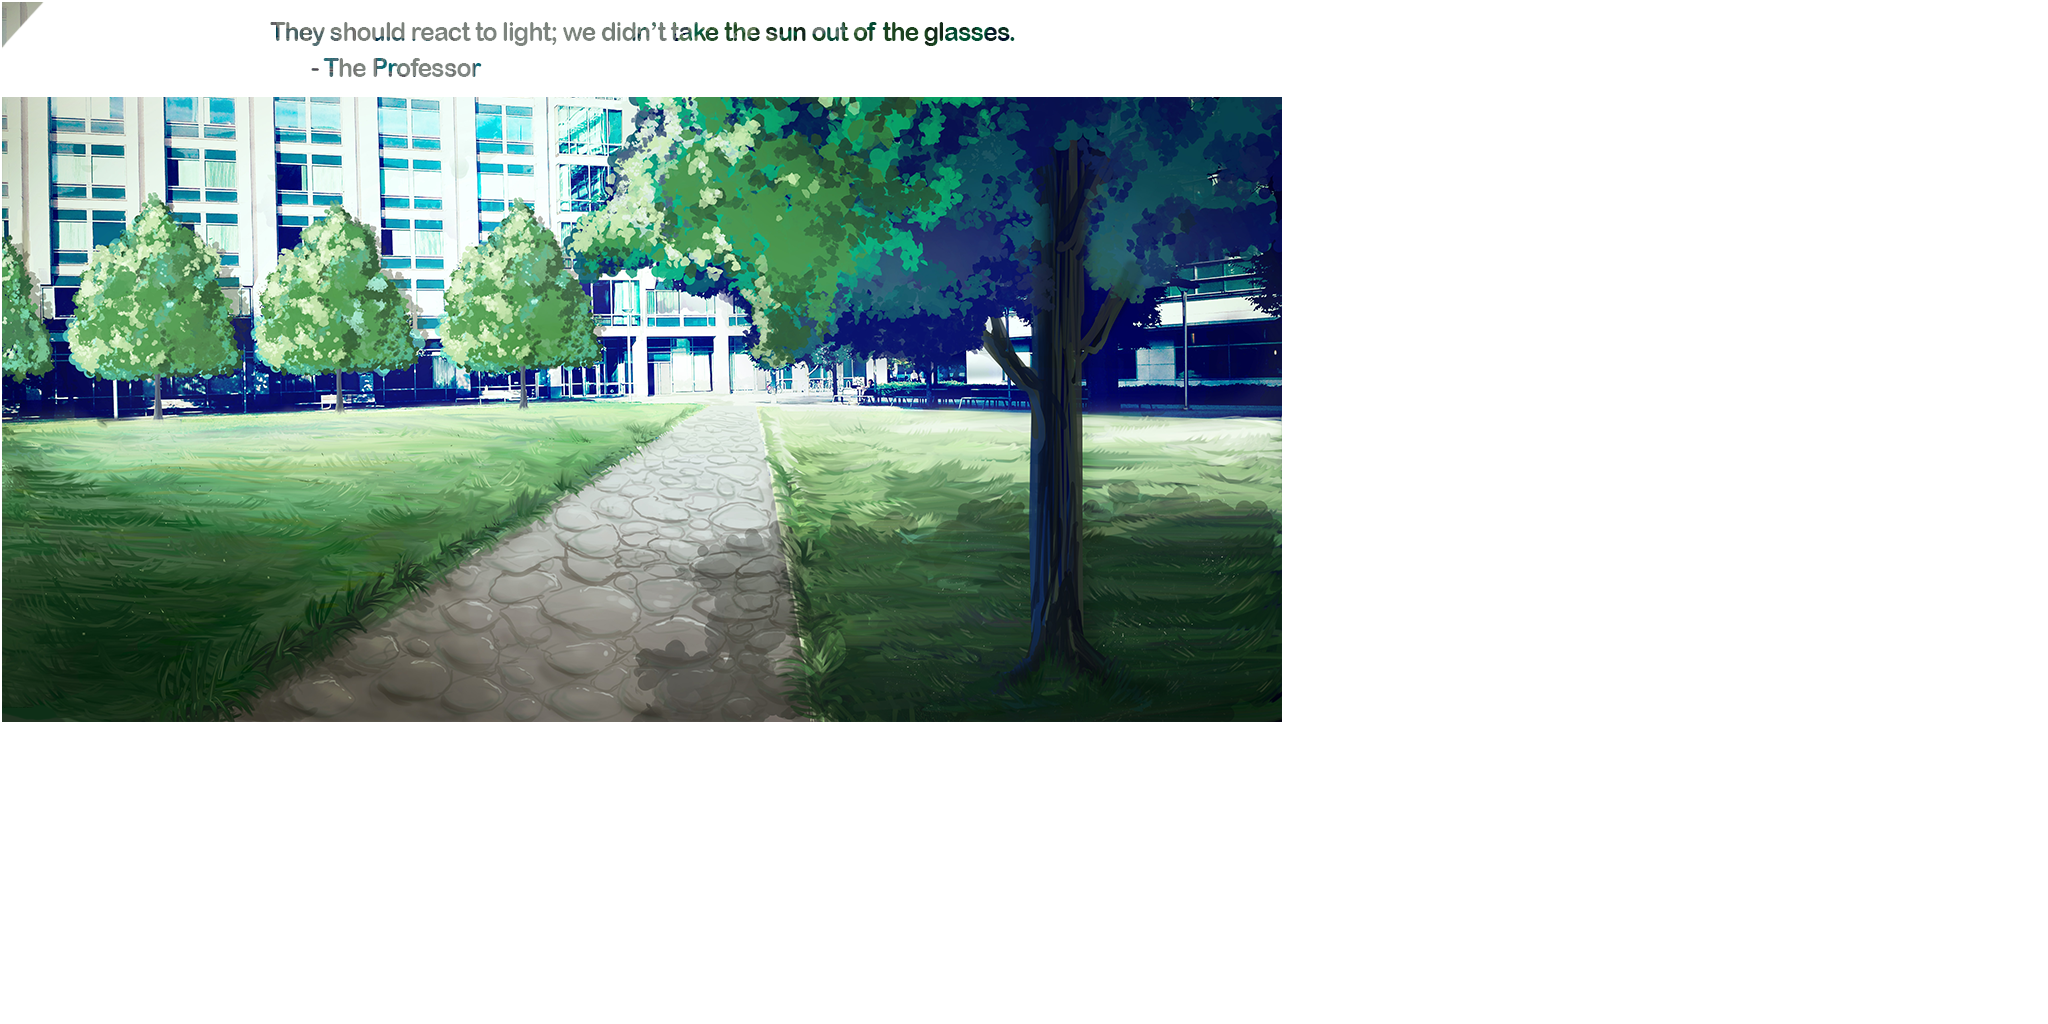 They should react to light; we didn’t take the sun out of the glasses.
- The Professor